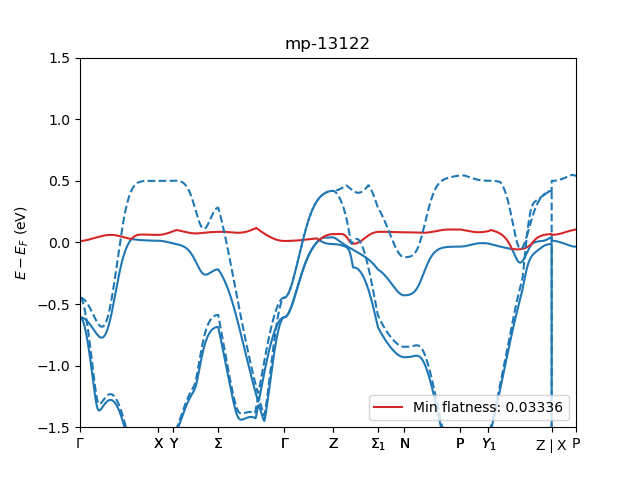 mp-13122
1.5
1.0
0.5
0.0
−0.5
−1.0
−1.5
E − E_F (eV)
Min flatness: 0.03336
Γ X Y Σ Γ Z Σ₁ N P Y₁ Z | X P